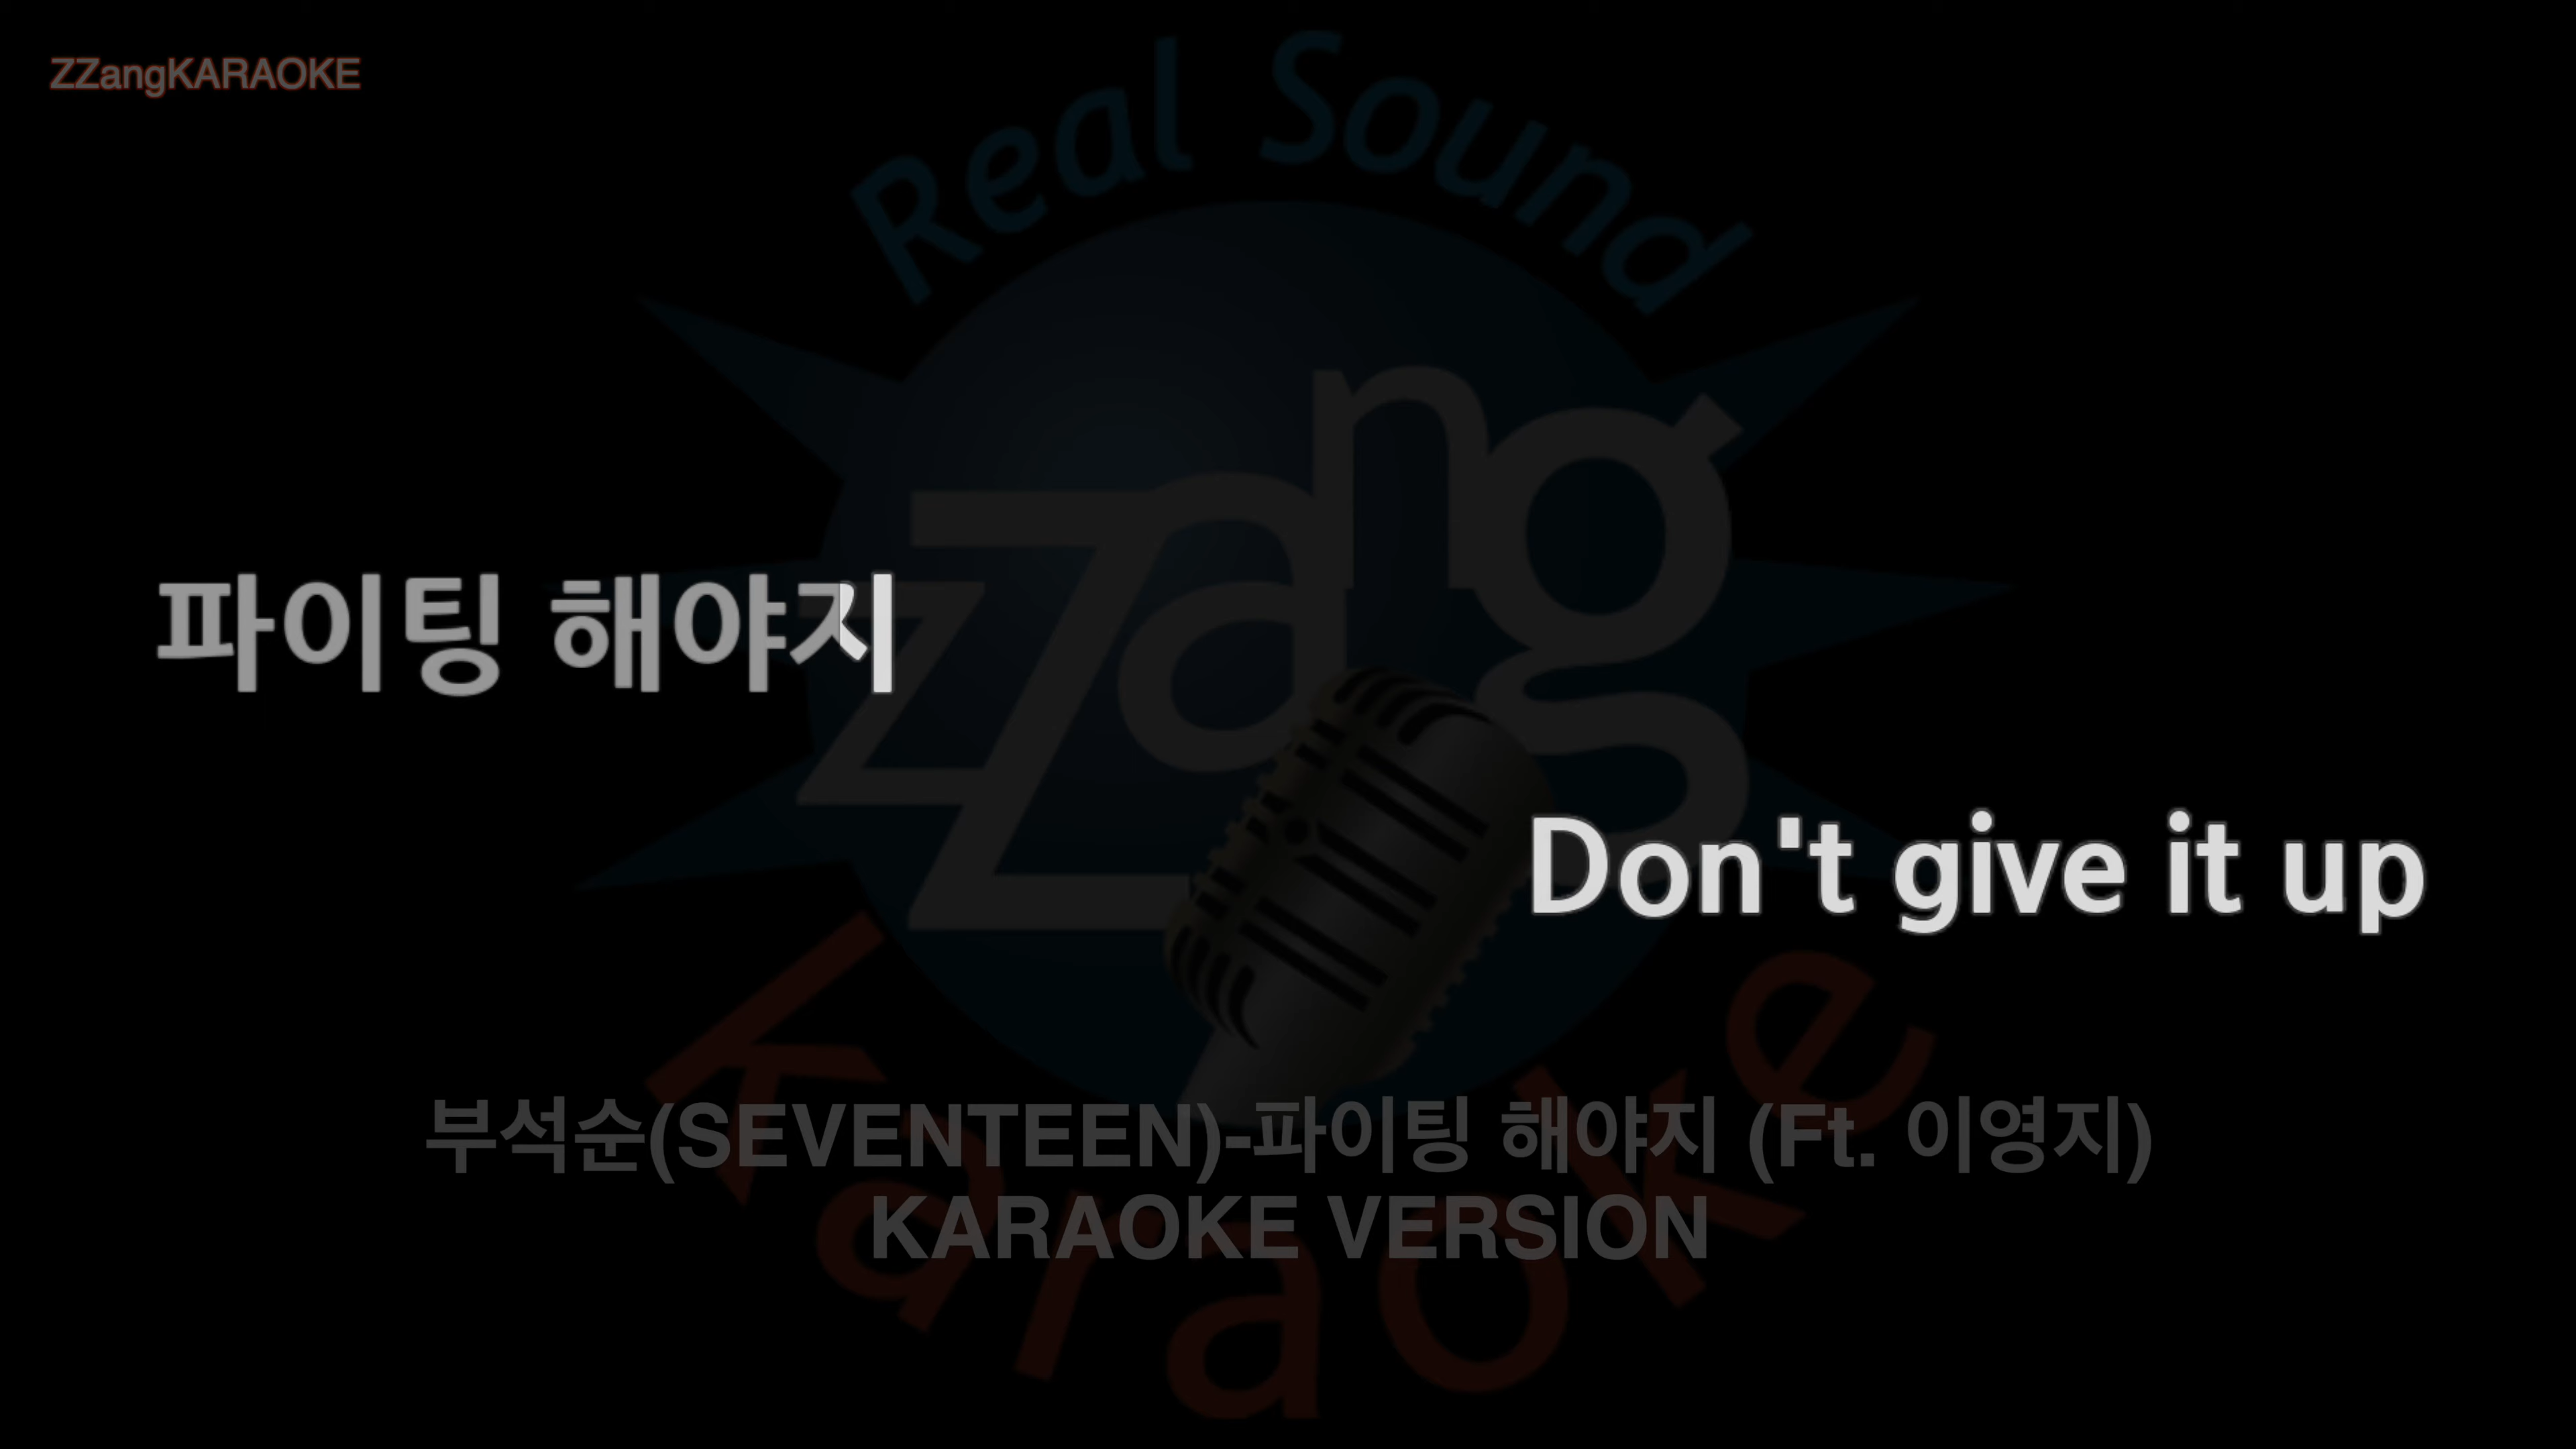 ZZangKARAOKE
Real Sound
zZang
파이팅 해야지
Don't give it up
Karaoke
부석순(SEVENTEEN)-파이팅 해야지 (Ft. 이영지)
KARAOKE VERSION